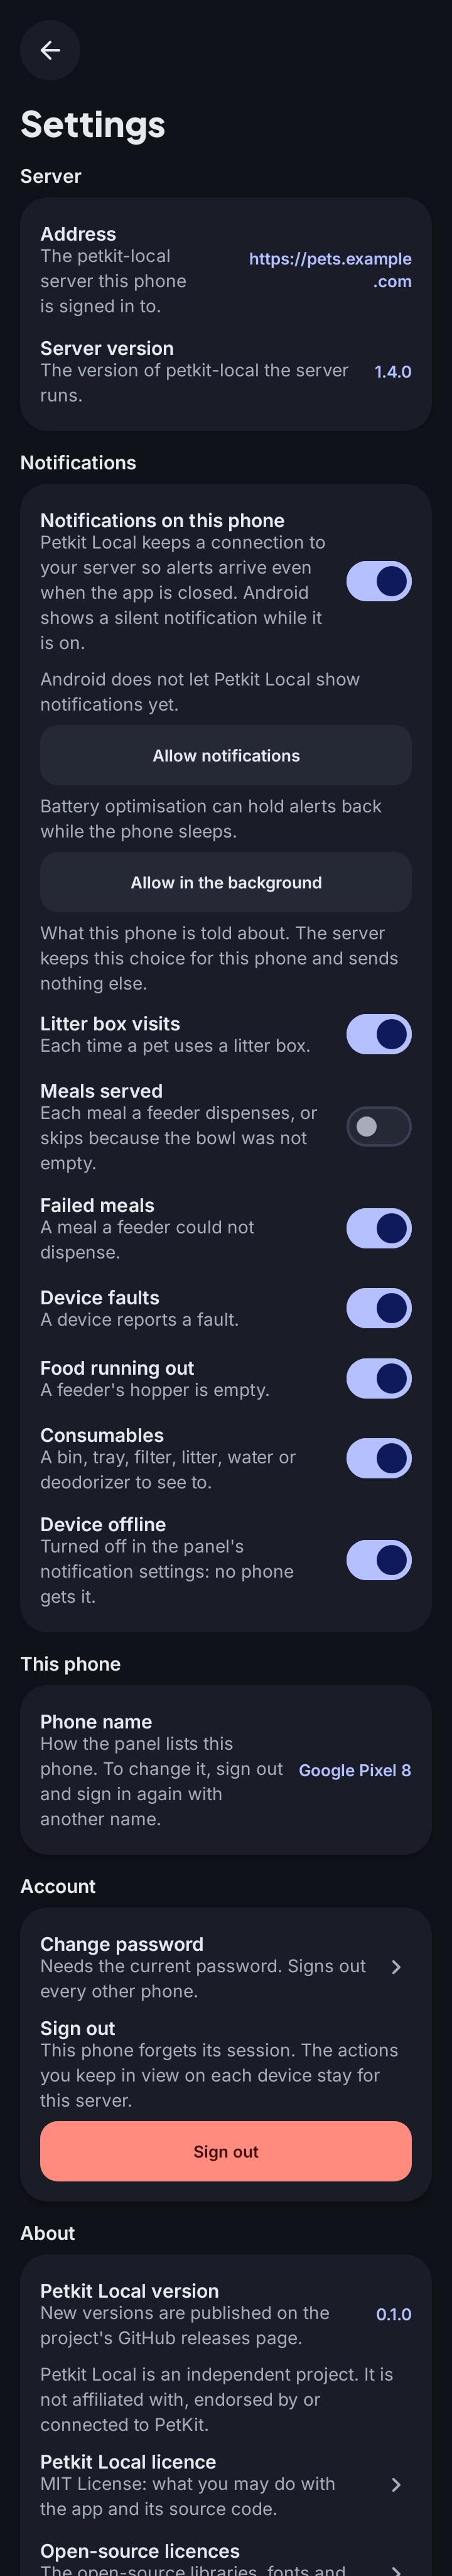 Settings
Server
Address
The petkit-local
server this phone
is signed in to.
https://pets.example
.com
Server version
The version of petkit-local the server
runs.
1.4.0
Notifications
Notifications on this phone
Petkit Local keeps a connection to
your server so alerts arrive even
when the app is closed. Android
shows a silent notification while it
is on.
Android does not let Petkit Local show
notifications yet.
Allow notifications
Battery optimisation can hold alerts back
while the phone sleeps.
Allow in the background
What this phone is told about. The server
keeps this choice for this phone and sends
nothing else.
Litter box visits
Each time a pet uses a litter box.
Meals served
Each meal a feeder dispenses, or
skips because the bowl was not
empty.
Failed meals
A meal a feeder could not
dispense.
Device faults
A device reports a fault.
Food running out
A feeder's hopper is empty.
Consumables
A bin, tray, filter, litter, water or
deodorizer to see to.
Device offline
Turned off in the panel's
notification settings: no phone
gets it.
This phone
Phone name
How the panel lists this
phone. To change it, sign out
and sign in again with
another name.
Google Pixel 8
Account
Change password
Needs the current password. Signs out
every other phone.
Sign out
This phone forgets its session. The actions
you keep in view on each device stay for
this server.
Sign out
About
Petkit Local version
New versions are published on the
project's GitHub releases page.
0.1.0
Petkit Local is an independent project. It is
not affiliated with, endorsed by or
connected to PetKit.
Petkit Local licence
MIT License: what you may do with
the app and its source code.
Open-source licences
The open-source libraries, fonts and